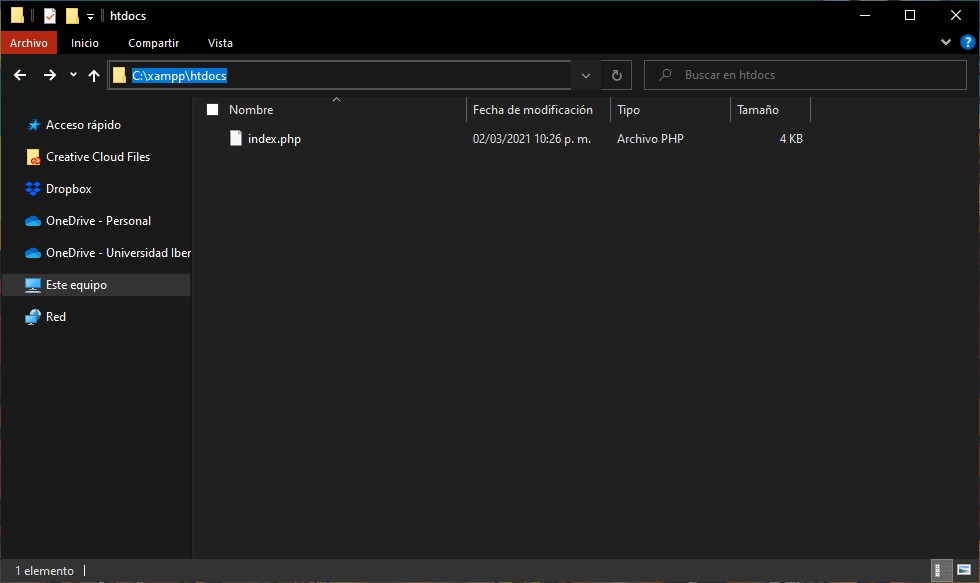 htdocs
Archivo Inicio Compartir Vista
C:\xampp\htdocs Buscar en htdocs
Nombre Fecha de modificación Tipo Tamaño
index.php 02/03/2021 10:26 p. m. Archivo PHP 4 KB
Acceso rápido
Creative Cloud Files
Dropbox
OneDrive - Personal
OneDrive - Universidad Iber
Este equipo
Red
1 elemento